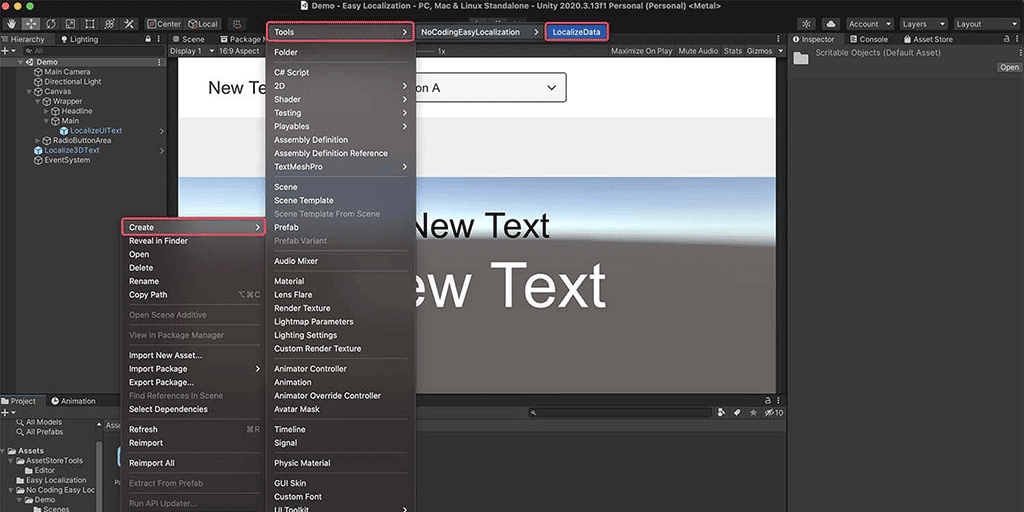 Demo - Easy Localization - PC, Mac & Linux Standalone - Unity 2020.3.13f1 Personal (Personal) <Metal>
Center Local
Account Layers Layout
Hierarchy Lighting
All
Demo
Main Camera
Directional Light
Canvas
Wrapper
Headline
Main
LocalizeUIText
RadioButtonArea
Localize3DText
EventSystem
Scene Package M
Display 1 16:9 Aspect 1x Maximize On Play Mute Audio Stats Gizmos
New Te on A
New Text
ew Text
Tools
NoCodingEasyLocalization
LocalizeData
Folder
C# Script
2D
Shader
Testing
Playables
Assembly Definition
Assembly Definition Reference
TextMeshPro
Scene
Scene Template
Scene Template From Scene
Prefab
Prefab Variant
Audio Mixer
Material
Lens Flare
Render Texture
Lightmap Parameters
Lighting Settings
Custom Render Texture
Animator Controller
Animation
Animator Override Controller
Avatar Mask
Timeline
Signal
Physic Material
GUI Skin
Custom Font
UI Toolkit
Create
Reveal in Finder
Open
Delete
Rename
Copy Path ⌥⌘C
Open Scene Additive
View in Package Manager
Import New Asset...
Import Package
Export Package...
Find References In Scene
Select Dependencies
Refresh ⌘R
Reimport
Reimport All
Extract From Prefab
Run API Updater...
Inspector Console Asset Store
Scritable Objects (Default Asset)
Open
Project Animation
10
All Models
All Prefabs
Assets
AssetStoreTools
Editor
Easy Localization
No Coding Easy Loc
Demo
Scenes
Asse